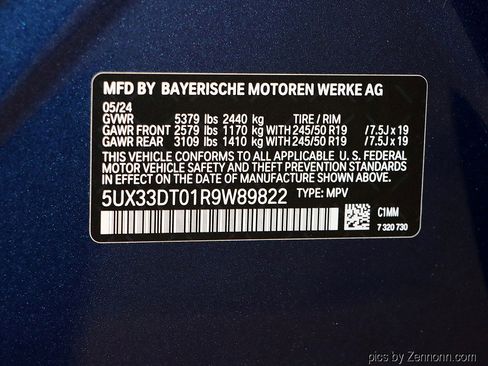 MFD BY BAYERISCHE MOTOREN WERKE AG
05/24
GVWR 5379 lbs 2440 kg TIRE / RIM
GAWR FRONT 2579 lbs 1170 kg WITH 245/50 R19 / 7.5J x 19
GAWR REAR 3109 lbs 1410 kg WITH 245/50 R19 / 7.5J x 19
THIS VEHICLE CONFORMS TO ALL APPLICABLE U.S. FEDERAL
MOTOR VEHICLE SAFETY, BUMPER, AND THEFT PREVENTION STANDARDS
IN EFFECT ON THE DATE OF MANUFACTURE SHOWN ABOVE.
5UX33DT01R9W89822 TYPE: MPV
C1MM
7 320 730
pics by Zennonn.com